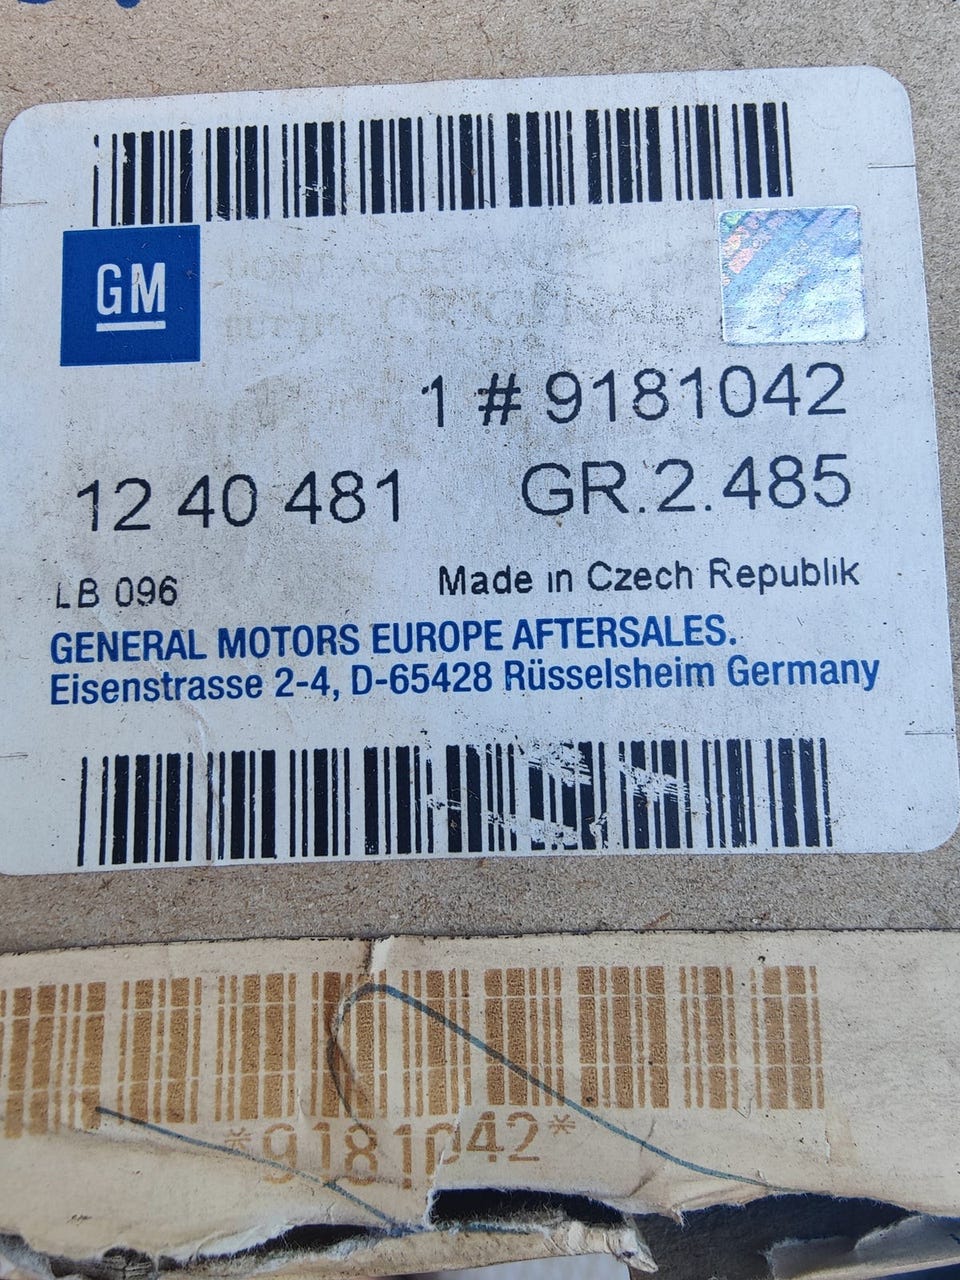 GM
1 # 9181042
12 40 481 GR.2.485
LB 096 Made in Czech Republik
GENERAL MOTORS EUROPE AFTERSALES.
Eisenstrasse 2-4, D-65428 Rüsselsheim Germany
*9181042*